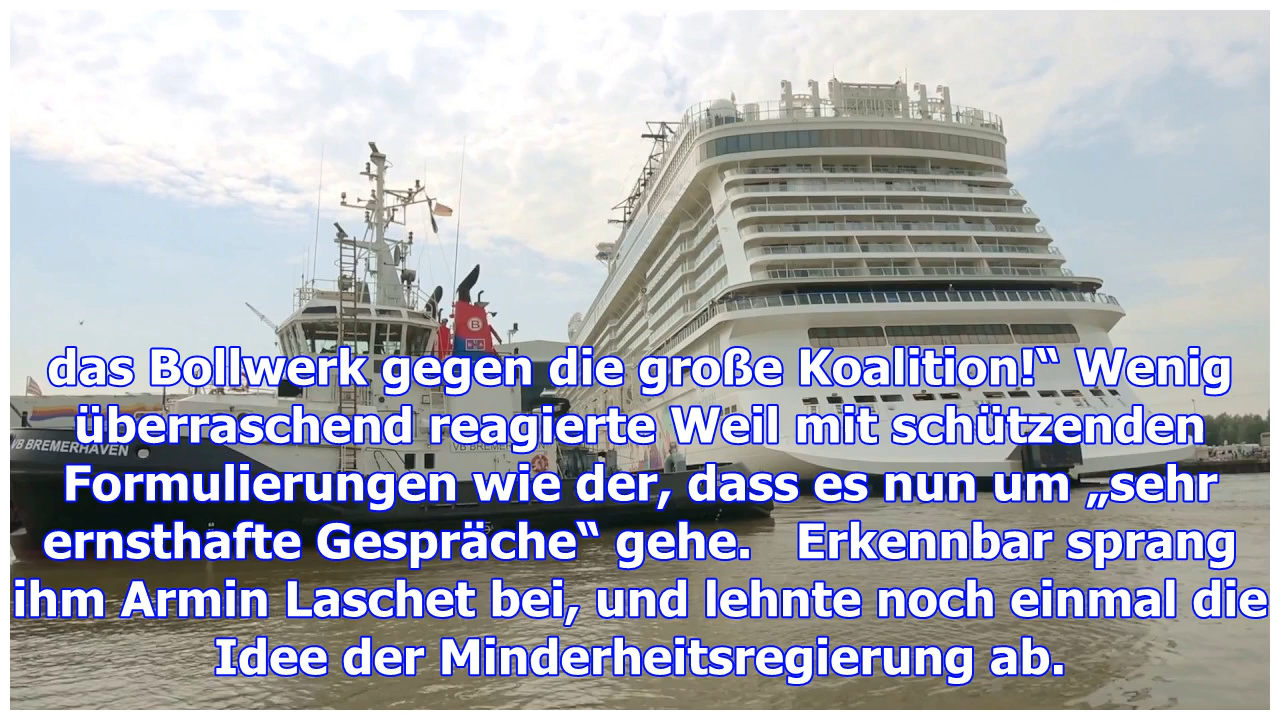 das Bollwerk gegen die große Koalition!“ Wenig
überraschend reagierte Weil mit schützenden
Formulierungen wie der, dass es nun um „sehr
ernsthafte Gespräche“ gehe.   Erkennbar sprang
ihm Armin Laschet bei, und lehnte noch einmal die
Idee der Minderheitsregierung ab.
VB BREMERHAVEN
B